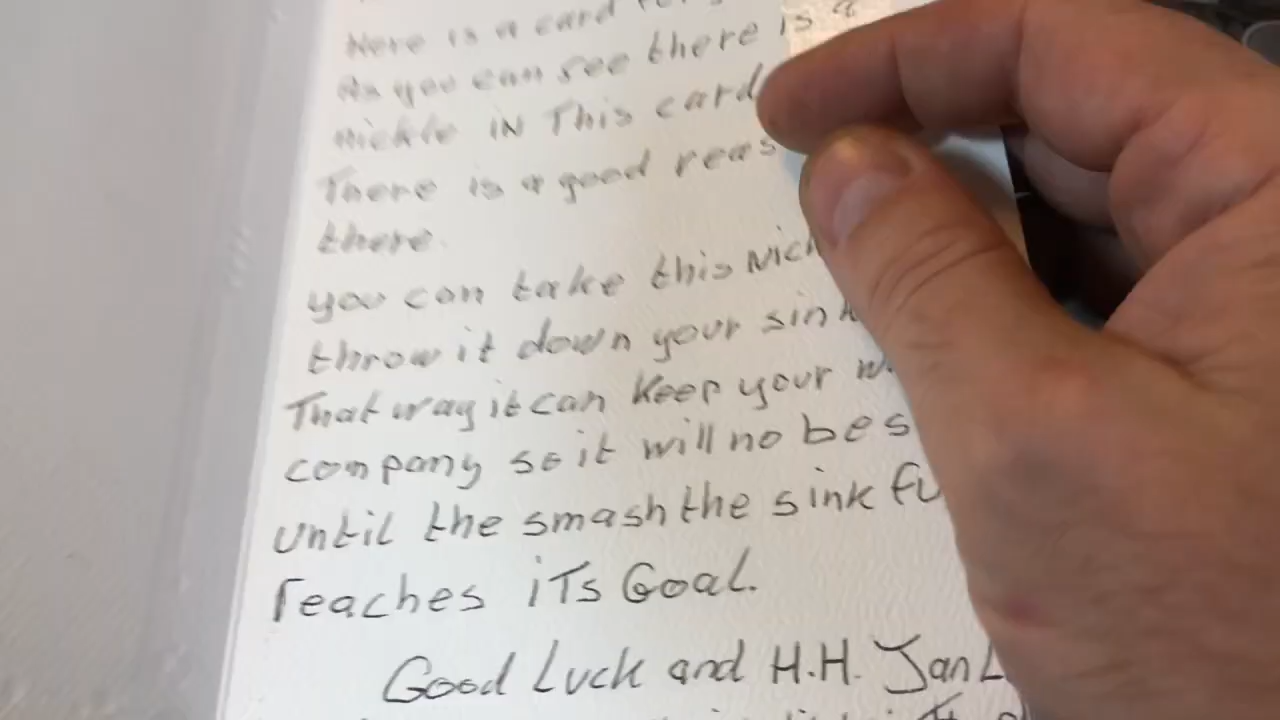 Here is a card
As you can see there is a
nickle IN This card
There is a good reas
there.
you can take this Nick
throw it down your sink
That way it can Keep your w
company so it will no be s
until the smash the sink fu
reaches iTs Goal.
Good Luck and H.H. Jan L